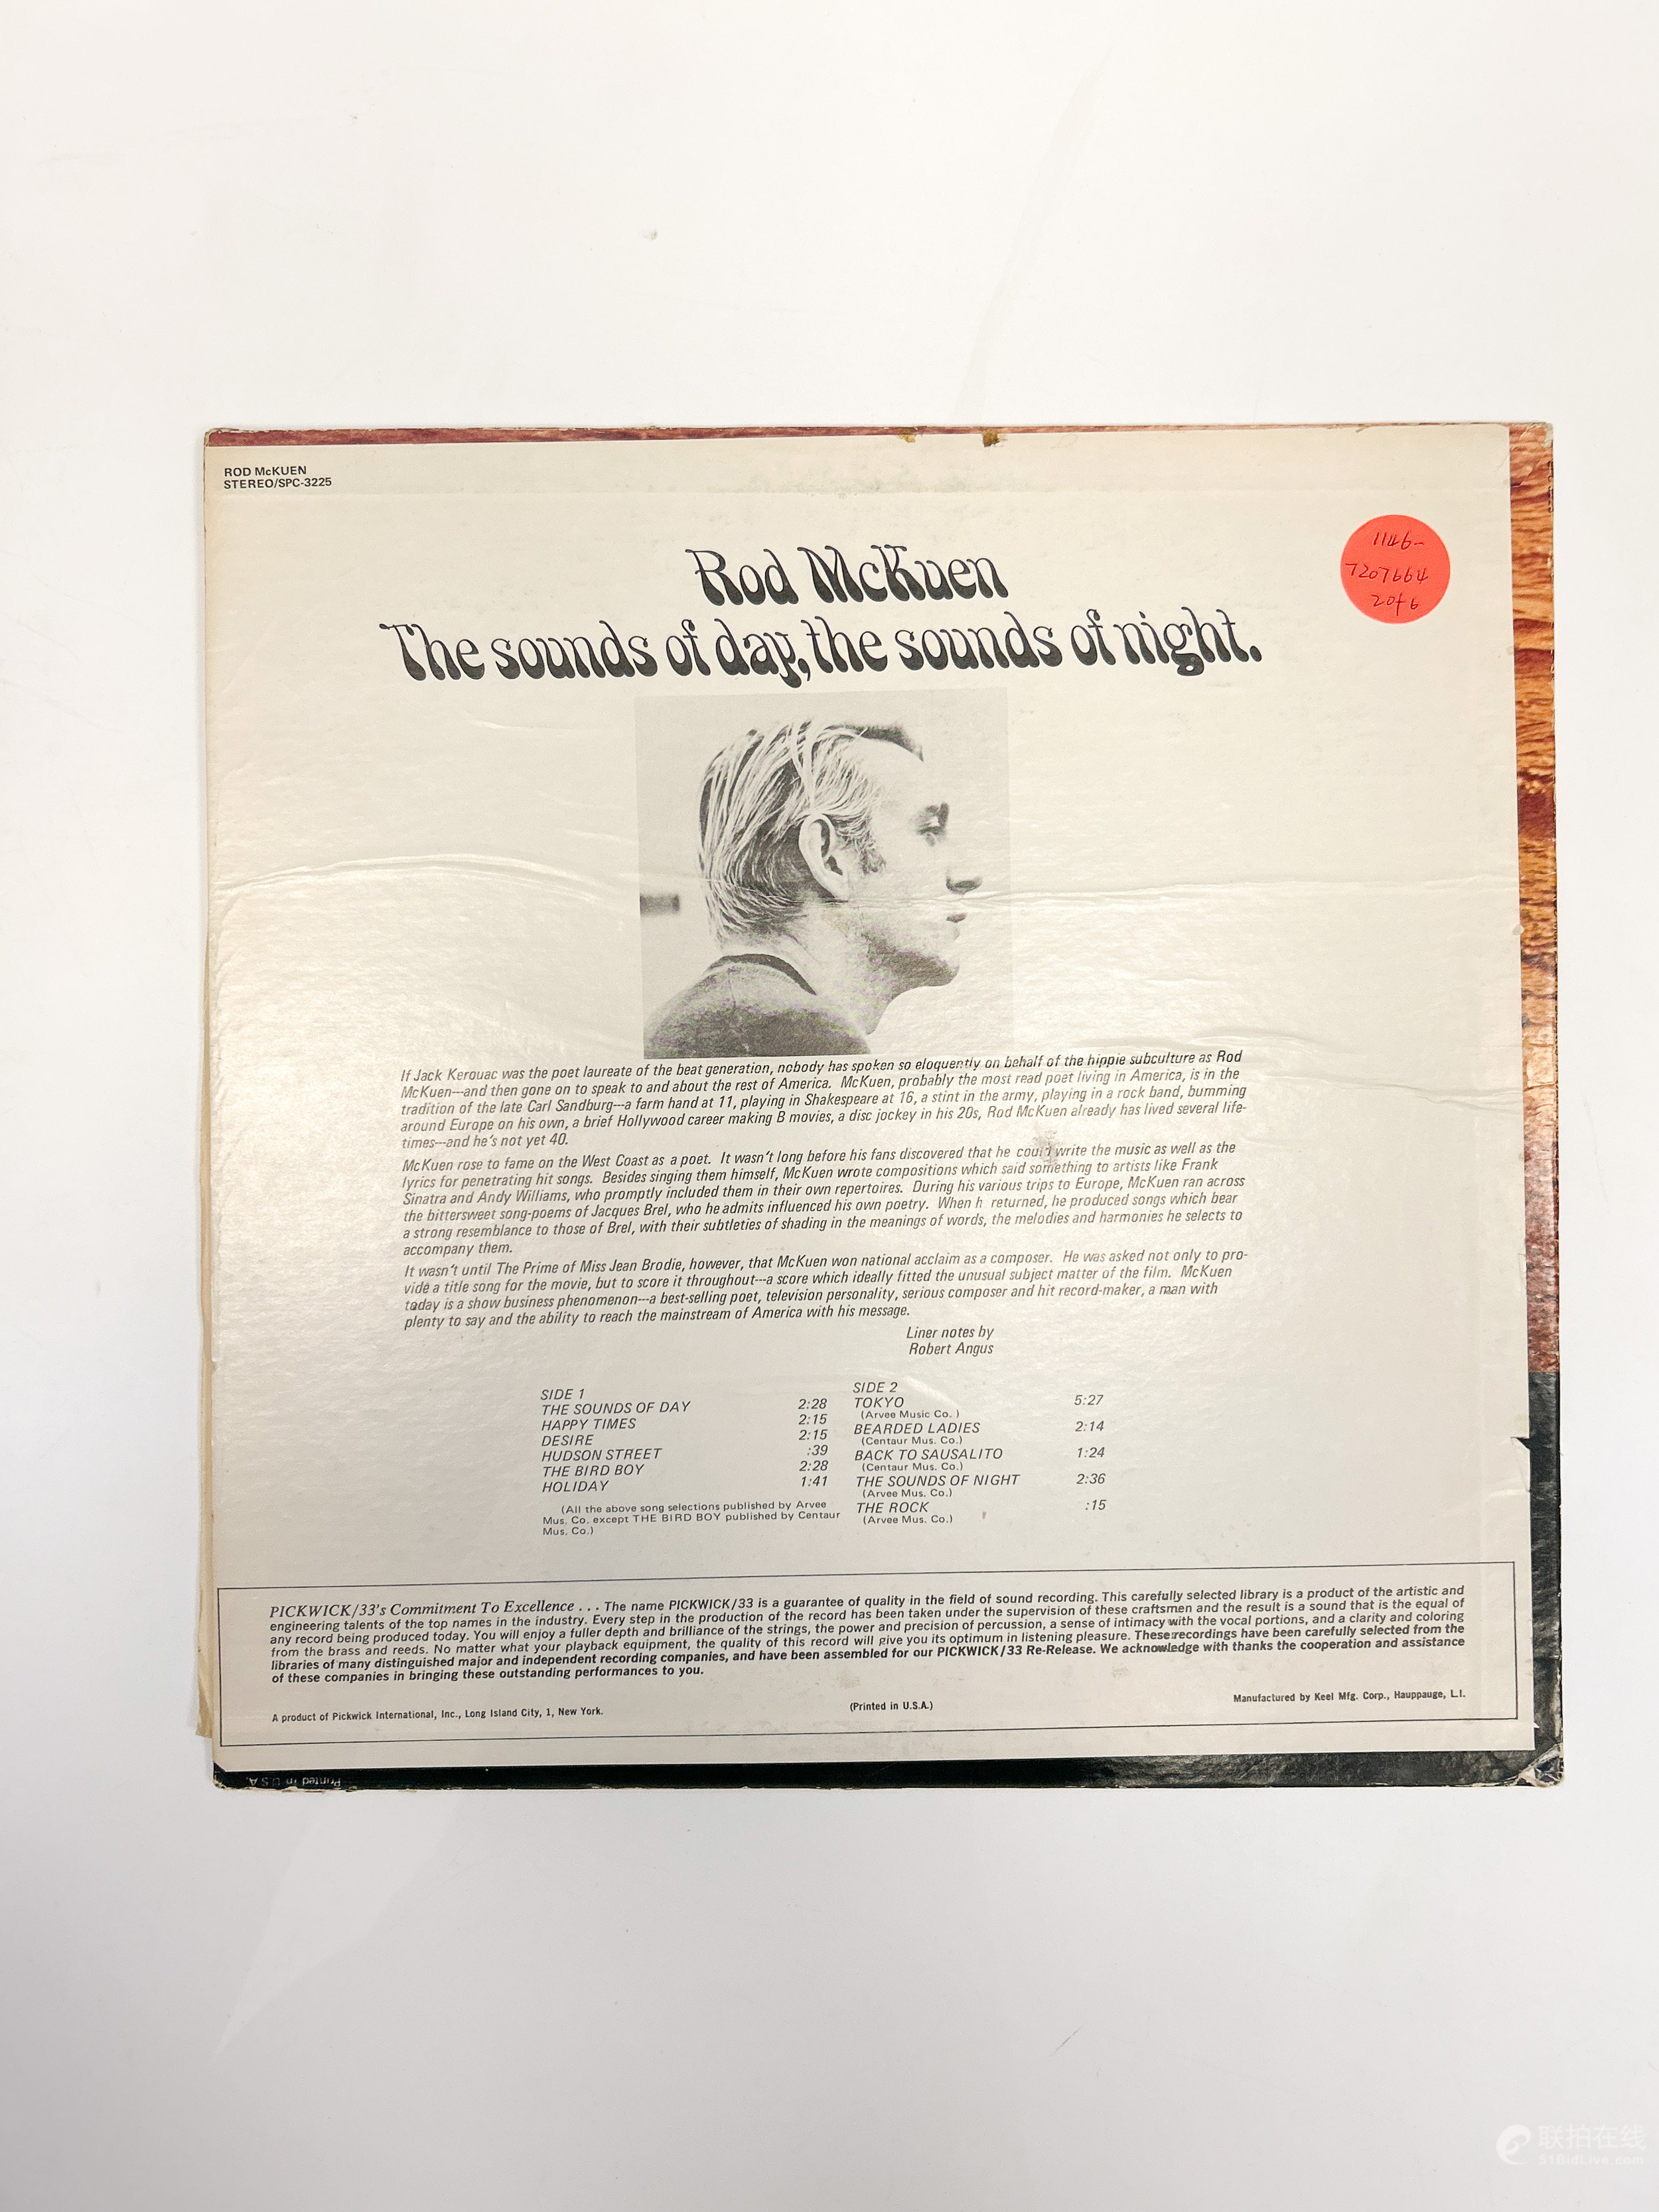 ROD McKUEN
STEREO/SPC-3225
1146-
7207664
2 of 6
Rod McKuen
The sounds of day, the sounds of night.
If Jack Kerouac was the poet laureate of the beat generation, nobody has spoken so eloquently on behalf of the hippie subculture as Rod
McKuen---and then gone on to speak to and about the rest of America. McKuen, probably the most read poet living in America, is in the
tradition of the late Carl Sandburg---a farm hand at 11, playing in Shakespeare at 16, a stint in the army, playing in a rock band, bumming
around Europe on his own, a brief Hollywood career making B movies, a disc jockey in his 20s, Rod McKuen already has lived several life-
times---and he's not yet 40.
McKuen rose to fame on the West Coast as a poet. It wasn't long before his fans discovered that he could write the music as well as the
lyrics for penetrating hit songs. Besides singing them himself, McKuen wrote compositions which said something to artists like Frank
Sinatra and Andy Williams, who promptly included them in their own repertoires. During his various trips to Europe, McKuen ran across
the bittersweet song-poems of Jacques Brel, who he admits influenced his own poetry. When h returned, he produced songs which bear
a strong resemblance to those of Brel, with their subtleties of shading in the meanings of words, the melodies and harmonies he selects to
accompany them.
It wasn't until The Prime of Miss Jean Brodie, however, that McKuen won national acclaim as a composer. He was asked not only to pro-
vide a title song for the movie, but to score it throughout---a score which ideally fitted the unusual subject matter of the film. McKuen
today is a show business phenomenon---a best-selling poet, television personality, serious composer and hit record-maker, a man with
plenty to say and the ability to reach the mainstream of America with his message.
Liner notes by
Robert Angus
SIDE 1
THE SOUNDS OF DAY 2:28
HAPPY TIMES 2:15
DESIRE 2:15
HUDSON STREET :39
THE BIRD BOY 2:28
HOLIDAY 1:41
(All the above song selections published by Arvee
Mus. Co. except THE BIRD BOY published by Centaur
Mus. Co.)
SIDE 2
TOKYO 5:27
(Arvee Music Co. )
BEARDED LADIES 2:14
(Centaur Mus. Co.)
BACK TO SAUSALITO 1:24
(Centaur Mus. Co.)
THE SOUNDS OF NIGHT 2:36
(Arvee Mus. Co.)
THE ROCK :15
(Arvee Mus. Co.)
PICKWICK/33's Commitment To Excellence . . . The name PICKWICK/33 is a guarantee of quality in the field of sound recording. This carefully selected library is a product of the artistic and
engineering talents of the top names in the industry. Every step in the production of the record has been taken under the supervision of these craftsmen and the result is a sound that is the equal of
any record being produced today. You will enjoy a fuller depth and brilliance of the strings, the power and precision of percussion, a sense of intimacy with the vocal portions, and a clarity and coloring
from the brass and reeds. No matter what your playback equipment, the quality of this record will give you its optimum in listening pleasure. These recordings have been carefully selected from the
libraries of many distinguished major and independent recording companies, and have been assembled for our PICKWICK/33 Re-Release. We acknowledge with thanks the cooperation and assistance
of these companies in bringing these outstanding performances to you.
A product of Pickwick International, Inc., Long Island City, 1, New York.
(Printed in U.S.A.)
Manufactured by Keel Mfg. Corp., Hauppauge, L.I.
Printed in U.S.A.
联拍在线
51BidLive.com